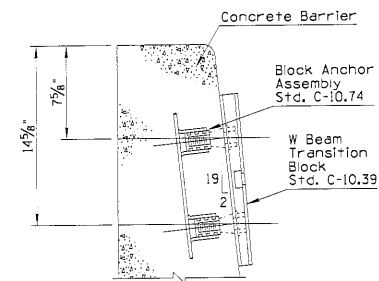 Concrete Barrier
Block Anchor
Assembly
Std. C-10.74
7⅝"
14⅝"
W Beam
Transition
Block
Std. C-10.39
19
2